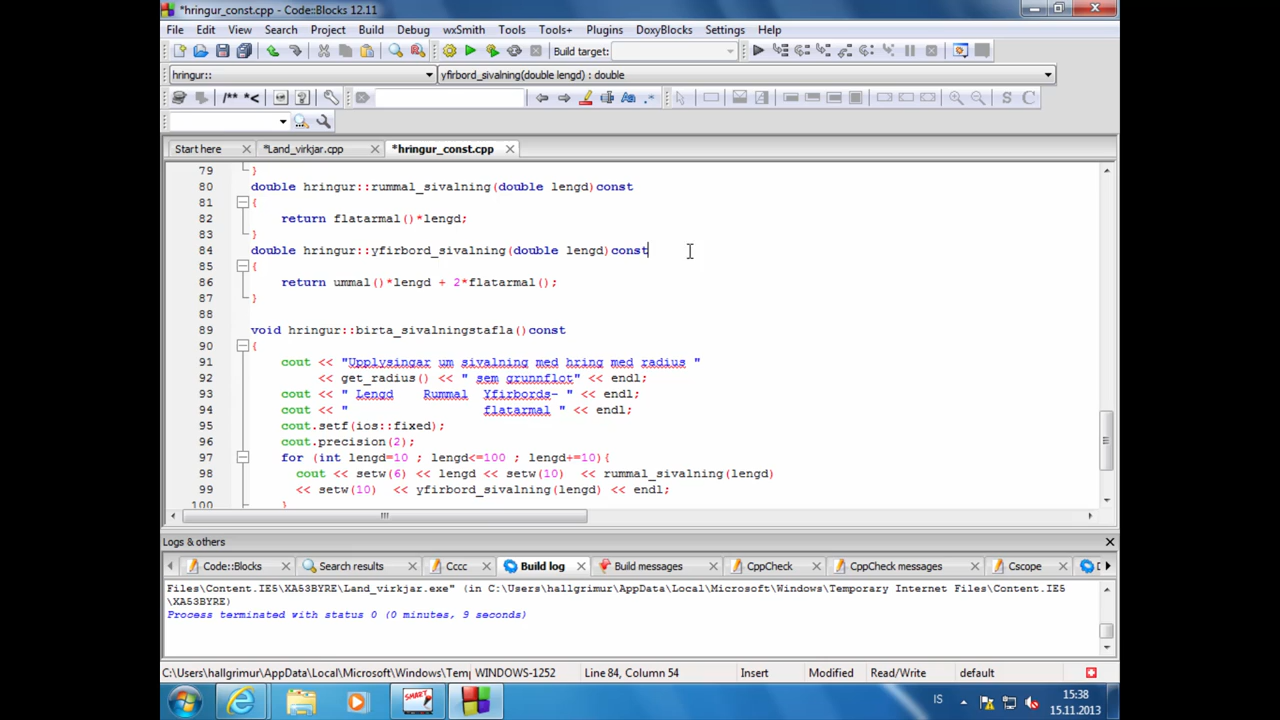 *hringur_const.cpp - Code::Blocks 12.11
File Edit View Search Project Build Debug wxSmith Tools Tools+ Plugins DoxyBlocks Settings Help
Build target:
hringur:: yfirbord_sivalning(double lengd) : double
/** *<
Start here *Land_virkjar.cpp *hringur_const.cpp
79 }
80 double hringur::rummal_sivalning(double lengd)const
81 {
82 return flatarmal()*lengd;
83 }
84 double hringur::yfirbord_sivalning(double lengd)const
85 {
86 return ummal()*lengd + 2*flatarmal();
87 }
88
89 void hringur::birta_sivalningstafla()const
90 {
91 cout << "Upplysingar um sivalning med hring med radius "
92 << get_radius() << " sem grunnflot"<< endl;
93 cout << " Lengd Rummal Yfirbords- " << endl;
94 cout << " flatarmal " << endl;
95 cout.setf(ios::fixed);
96 cout.precision(2);
97 for (int lengd=10 ; lengd<=100 ; lengd+=10){
98 cout << setw(6) << lengd << setw(10) << rummal_sivalning(lengd)
99 << setw(10) << yfirbord_sivalning(lengd) << endl;
100 }
Logs & others
Code::Blocks Search results Cccc Build log Build messages CppCheck CppCheck messages Cscope
Files\Content.IE5\XA53BYRE\Land_virkjar.exe" (in C:\Users\hallgrimur\AppData\Local\Microsoft\Windows\Temporary Internet Files\Content.IE5
\XA53BYRE)
Process terminated with status 0 (0 minutes, 9 seconds)
C:\Users\hallgrimur\AppData\Local\Microsoft\Windows\Temp WINDOWS-1252 Line 84, Column 54 Insert Modified Read/Write default
SMART IS 15:38
15.11.2013